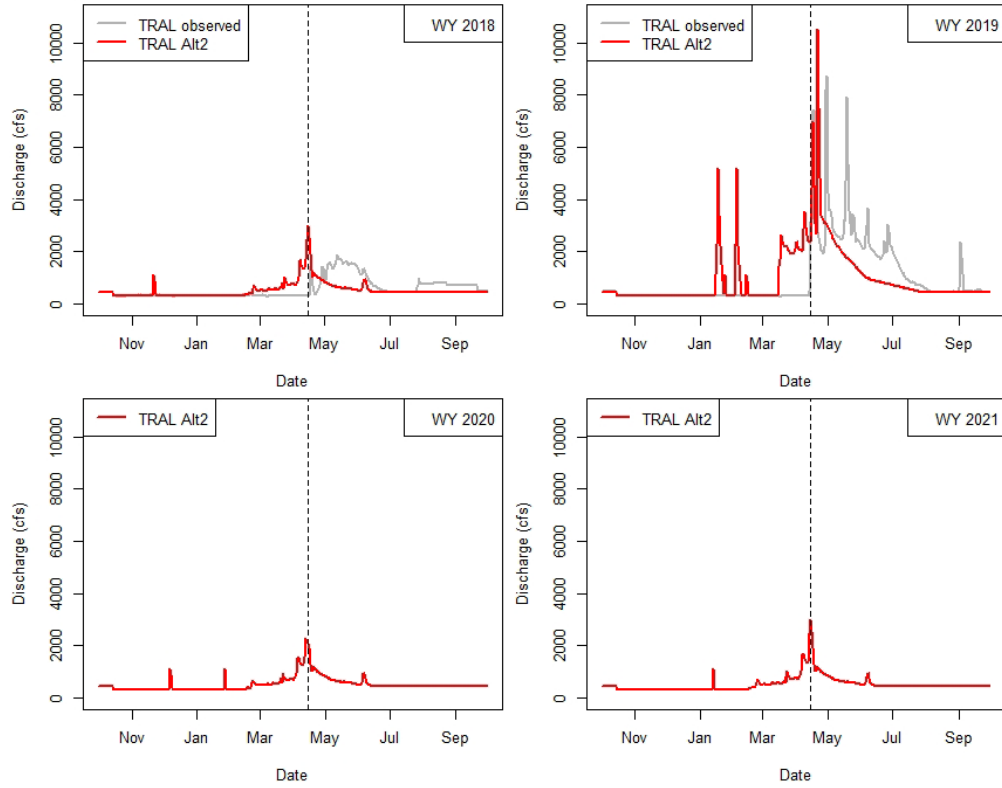 TRAL observed
TRAL Alt2
WY 2018
Discharge (cfs)
10000
8000
6000
4000
2000
0
Nov Jan Mar May Jul Sep
Date
TRAL observed
TRAL Alt2
WY 2019
Discharge (cfs)
10000
8000
6000
4000
2000
0
Nov Jan Mar May Jul Sep
Date
TRAL Alt2
WY 2020
Discharge (cfs)
10000
8000
6000
4000
2000
0
Nov Jan Mar May Jul Sep
Date
TRAL Alt2
WY 2021
Discharge (cfs)
10000
8000
6000
4000
2000
0
Nov Jan Mar May Jul Sep
Date